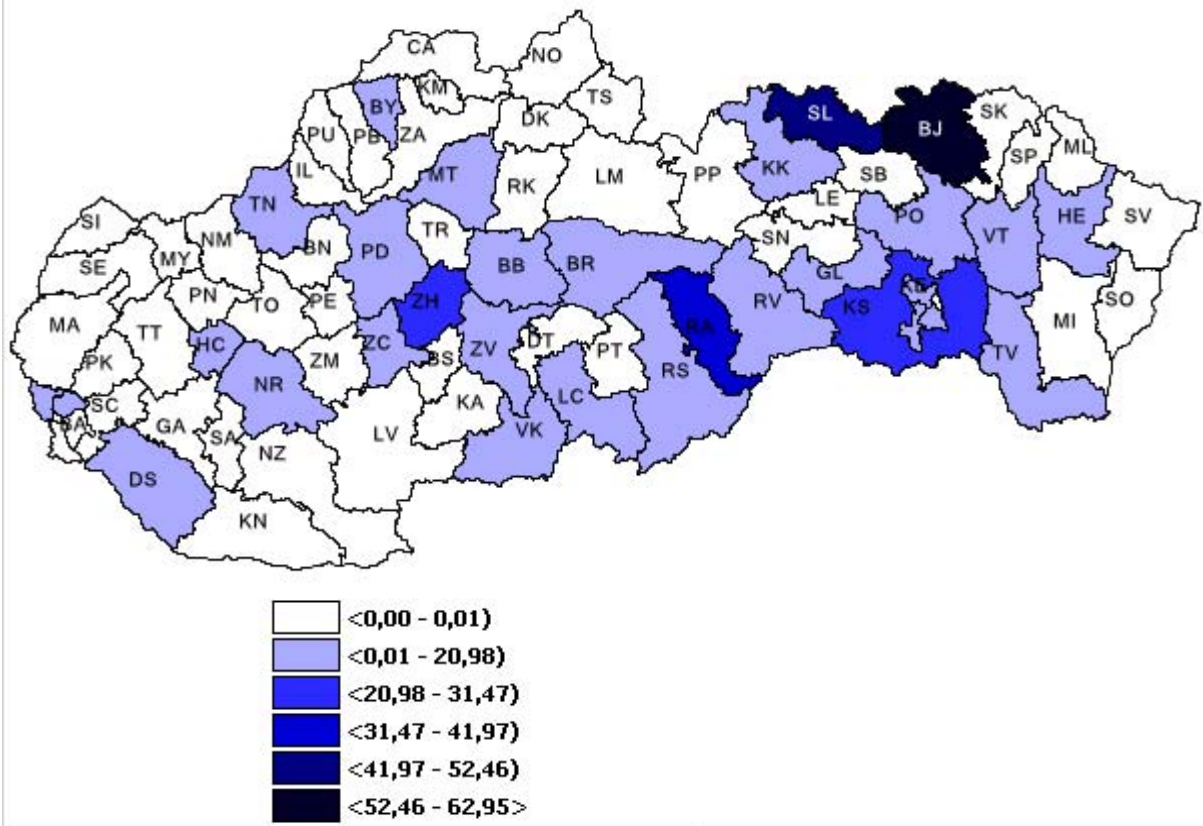 CA
NO
KM
TS
BY
PU
PB
ZA
DK
SL
BJ
SK
SP
ML
IL
MT
RK
LM
PP
KK
SB
LE
TN
HE
SI
NM
BN
TR
PO
VT
SV
MY
SE
PD
BB
BR
SN
GL
PN
TO
PE
ZH
RV
KS
SO
MA
TT
HC
ZM
ZC
BS
ZV
DT
PT
RA
TV
MI
PK
NR
RS
SC
GA
SA
LV
KA
VK
LC
BA
NZ
DS
KN
<0,00 - 0,01)
<0,01 - 20,98)
<20,98 - 31,47)
<31,47 - 41,97)
<41,97 - 52,46)
<52,46 - 62,95>